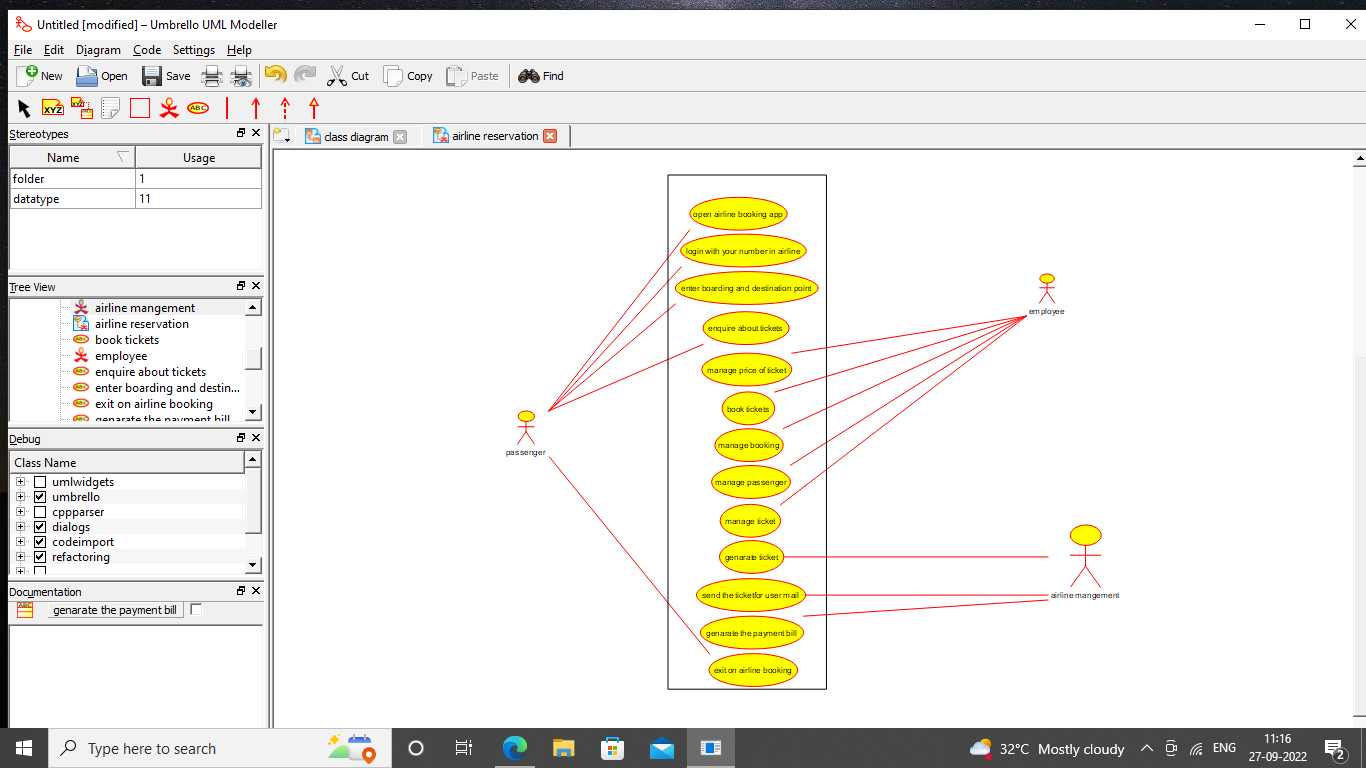 Untitled [modified] – Umbrello UML Modeller
File Edit Diagram Code Settings Help
New Open Save Cut Copy Paste Find
XYZ XYZ ABC
Stereotypes
class diagram airline reservation
Name Usage
folder 1
datatype 11
Tree View
airline mangement
airline reservation
book tickets
employee
enquire about tickets
enter boarding and destin...
exit on airline booking
genarate the payment bill
Debug
Class Name
umlwidgets
umbrello
cppparser
dialogs
codeimport
refactoring
Documentation
genarate the payment bill
open airline booking app
login with your number in airline
enter boarding and destination point
enquire about tickets
manage price of ticket
book tickets
manage booking
manage passenger
manage ticket
genarate ticket
send the ticketfor user mail
genarate the payment bill
exit on airline booking
passenger
employee
airline mangement
Type here to search
32°C Mostly cloudy
ENG
11:16
27-09-2022
2